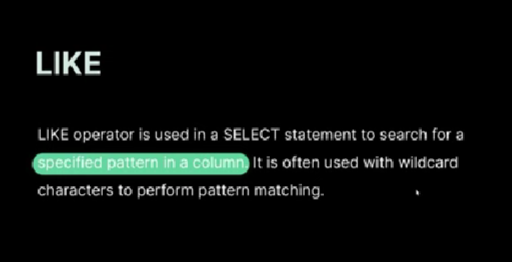 LIKE
LIKE operator is used in a SELECT statement to search for a
specified pattern in a column. It is often used with wildcard
characters to perform pattern matching.